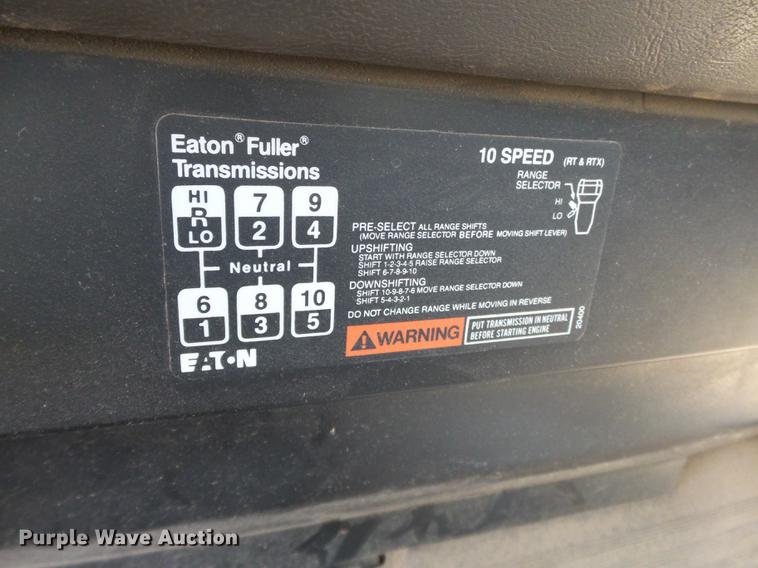 Eaton® Fuller®
Transmissions
10 SPEED (RT & RTX)
RANGE
SELECTOR
HI
LO
HI
R
LO
7
2
9
4
Neutral
6
1
8
3
10
5
EATON
PRE-SELECT ALL RANGE SHIFTS
(MOVE RANGE SELECTOR BEFORE MOVING SHIFT LEVER)
UPSHIFTING
START WITH RANGE SELECTOR DOWN
SHIFT 1-2-3-4-5 RAISE RANGE SELECTOR
SHIFT 6-7-8-9-10
DOWNSHIFTING
SHIFT 10-9-8-7-6 MOVE RANGE SELECTOR DOWN
SHIFT 5-4-3-2-1
DO NOT CHANGE RANGE WHILE MOVING IN REVERSE
WARNING
PUT TRANSMISSION IN NEUTRAL
BEFORE STARTING ENGINE
20400
Purple Wave Auction